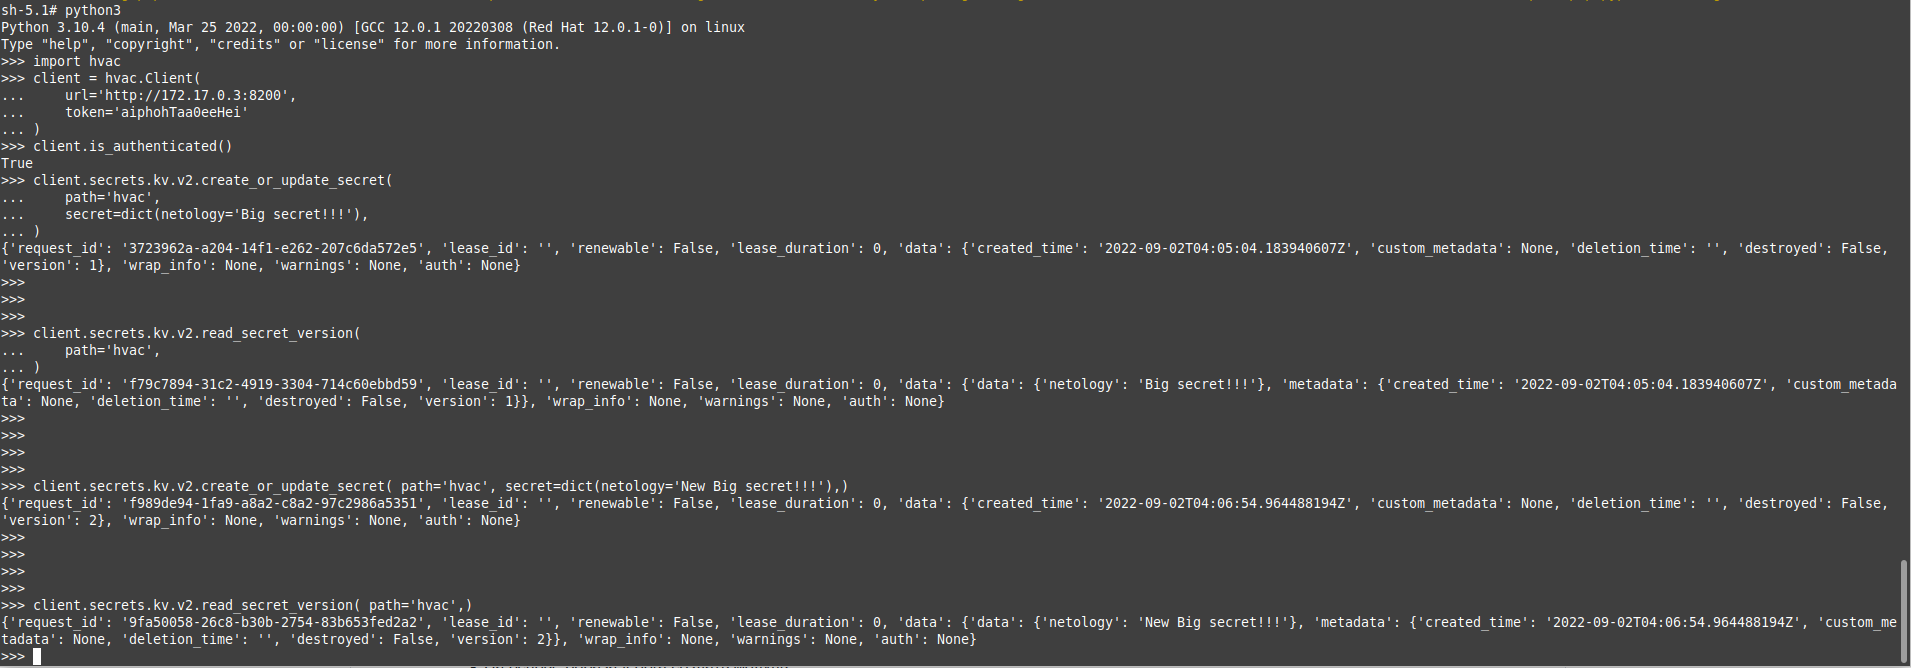 sh-5.1# python3
Python 3.10.4 (main, Mar 25 2022, 00:00:00) [GCC 12.0.1 20220308 (Red Hat 12.0.1-0)] on linux
Type "help", "copyright", "credits" or "license" for more information.
>>> import hvac
>>> client = hvac.Client(
...     url='http://172.17.0.3:8200',
...     token='aiphohTaa0eeHei'
... )
>>> client.is_authenticated()
True
>>> client.secrets.kv.v2.create_or_update_secret(
...     path='hvac',
...     secret=dict(netology='Big secret!!!'),
... )
{'request_id': '3723962a-a204-14f1-e262-207c6da572e5', 'lease_id': '', 'renewable': False, 'lease_duration': 0, 'data': {'created_time': '2022-09-02T04:05:04.183940607Z', 'custom_metadata': None, 'deletion_time': '', 'destroyed': False,
'version': 1}, 'wrap_info': None, 'warnings': None, 'auth': None}
>>>
>>>
>>>
>>> client.secrets.kv.v2.read_secret_version(
...     path='hvac',
... )
{'request_id': 'f79c7894-31c2-4919-3304-714c60ebbd59', 'lease_id': '', 'renewable': False, 'lease_duration': 0, 'data': {'data': {'netology': 'Big secret!!!'}, 'metadata': {'created_time': '2022-09-02T04:05:04.183940607Z', 'custom_metada
ta': None, 'deletion_time': '', 'destroyed': False, 'version': 1}}, 'wrap_info': None, 'warnings': None, 'auth': None}
>>>
>>>
>>>
>>>
>>> client.secrets.kv.v2.create_or_update_secret( path='hvac', secret=dict(netology='New Big secret!!!'),)
{'request_id': 'f989de94-1fa9-a8a2-c8a2-97c2986a5351', 'lease_id': '', 'renewable': False, 'lease_duration': 0, 'data': {'created_time': '2022-09-02T04:06:54.964488194Z', 'custom_metadata': None, 'deletion_time': '', 'destroyed': False,
'version': 2}, 'wrap_info': None, 'warnings': None, 'auth': None}
>>>
>>>
>>>
>>>
>>> client.secrets.kv.v2.read_secret_version( path='hvac',)
{'request_id': '9fa50058-26c8-b30b-2754-83b653fed2a2', 'lease_id': '', 'renewable': False, 'lease_duration': 0, 'data': {'data': {'netology': 'New Big secret!!!'}, 'metadata': {'created_time': '2022-09-02T04:06:54.964488194Z', 'custom_me
tadata': None, 'deletion_time': '', 'destroyed': False, 'version': 2}}, 'wrap_info': None, 'warnings': None, 'auth': None}
>>>